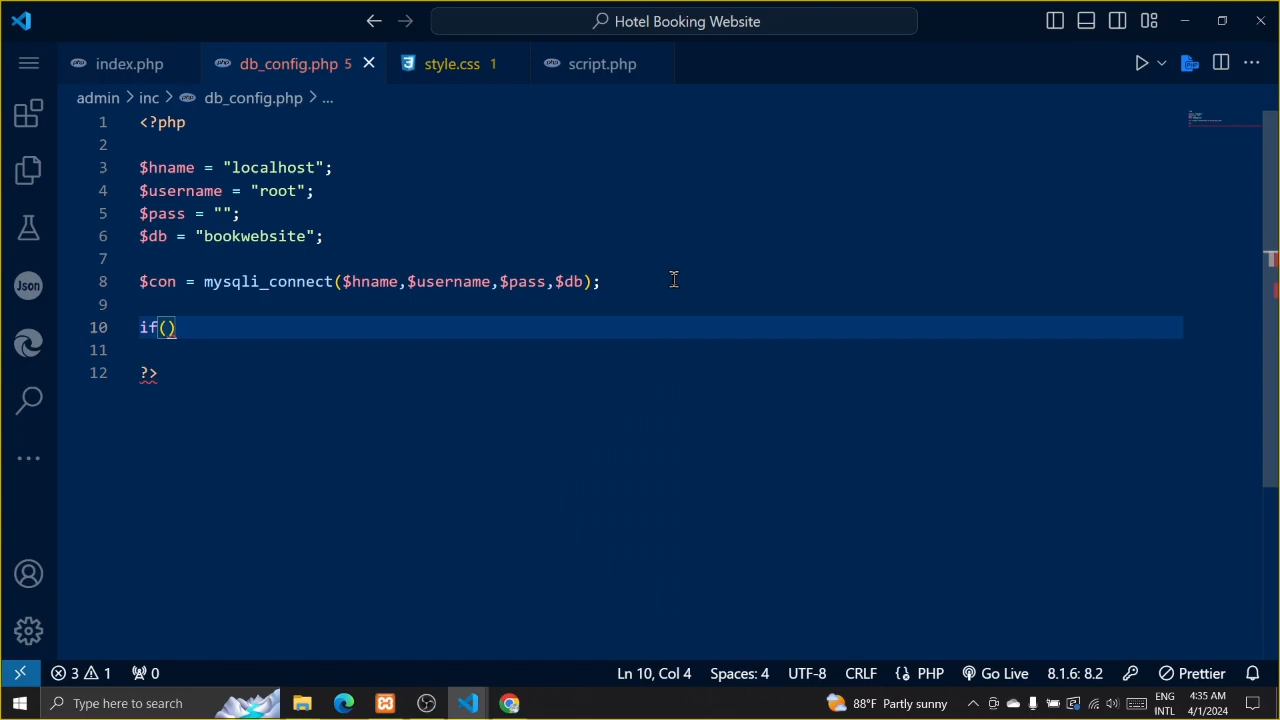 Hotel Booking Website
index.php
db_config.php 5
style.css 1
script.php
admin > inc > db_config.php > ...
1 <?php
2
3 $hname = "localhost";
4 $username = "root";
5 $pass = "";
6 $db = "bookwebsite";
7
8 $con = mysqli_connect($hname,$username,$pass,$db);
9
10 if()
11
12 ?>
Json
3 1 0
Ln 10, Col 4 Spaces: 4 UTF-8 CRLF {} PHP Go Live 8.1.6: 8.2 Prettier
Type here to search
88°F Partly sunny
ENG
INTL
4:35 AM
4/1/2024